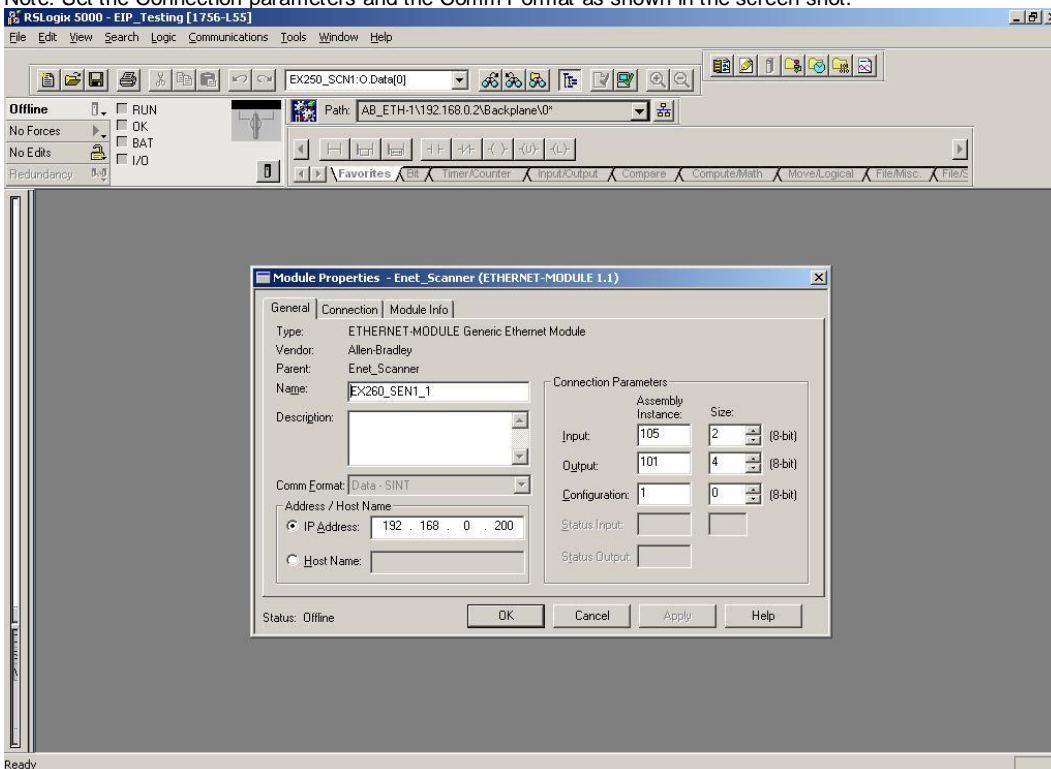 Note: Set the Connection parameters and the Comm Format as shown in the screen shot.
RSLogix 5000 - EIP_Testing [1756-L55]
File Edit View Search Logic Communications Tools Window Help
EX250_SCN1:O.Data[0]
Offline
RUN
Path: AB_ETH-1\192.168.0.2\Backplane\0*
No Forces
OK
BAT
No Edits
I/O
Redundancy
Favorites Bit Timer/Counter Input/Output Compare Compute/Math Move/Logical File/Misc. File/S
Module Properties - Enet_Scanner (ETHERNET-MODULE 1.1)
General Connection Module Info
Type: ETHERNET-MODULE Generic Ethernet Module
Vendor: Allen-Bradley
Parent: Enet_Scanner
Name: EX260_SEN1_1
Description:
Comm Format: Data - SINT
Address / Host Name
IP Address: 192 . 168 . 0 . 200
Host Name:
Connection Parameters
Assembly Instance: Size:
Input: 105 2 (8-bit)
Output: 101 4 (8-bit)
Configuration: 1 0 (8-bit)
Status Input:
Status Output:
Status: Offline
OK Cancel Apply Help
Ready